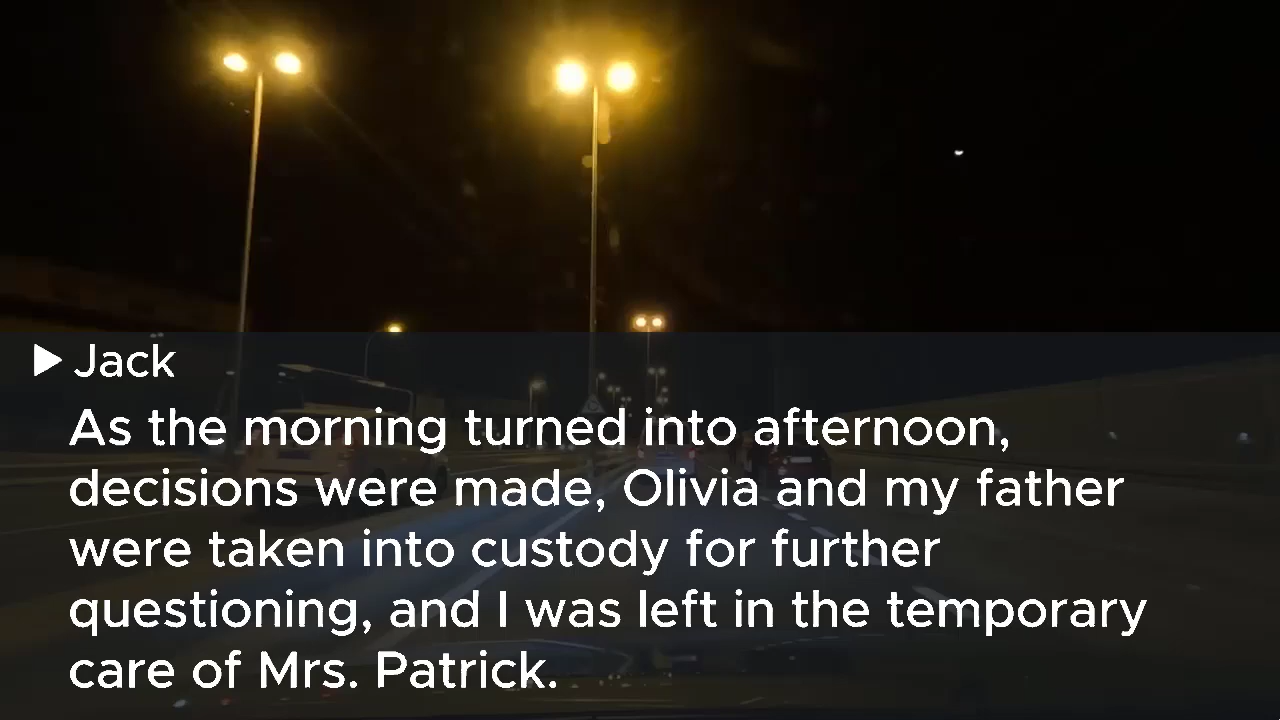 Jack
As the morning turned into afternoon,
decisions were made, Olivia and my father
were taken into custody for further
questioning, and I was left in the temporary
care of Mrs. Patrick.